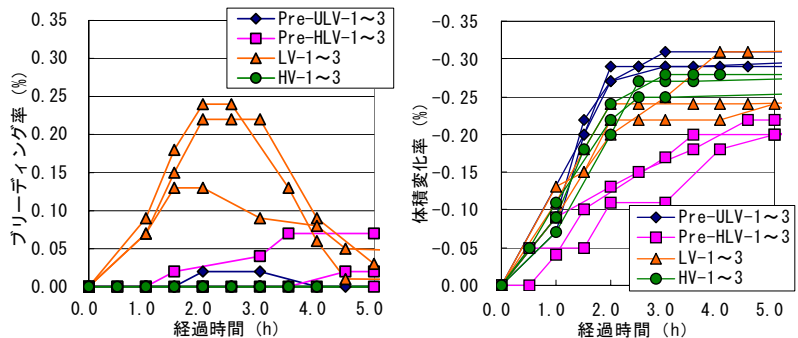 0.35
0.30
0.25
0.20
0.15
0.10
0.05
0.00
ブリーディング率 (%)
0.0 1.0 2.0 3.0 4.0 5.0
経過時間 (h)
Pre-ULV-1～3
Pre-HLV-1～3
LV-1～3
HV-1～3
-0.35
-0.30
-0.25
-0.20
-0.15
-0.10
-0.05
-0.00
体積変化率 (%)
0.0 1.0 2.0 3.0 4.0 5.0
経過時間 (h)
Pre-ULV-1～3
Pre-HLV-1～3
LV-1～3
HV-1～3